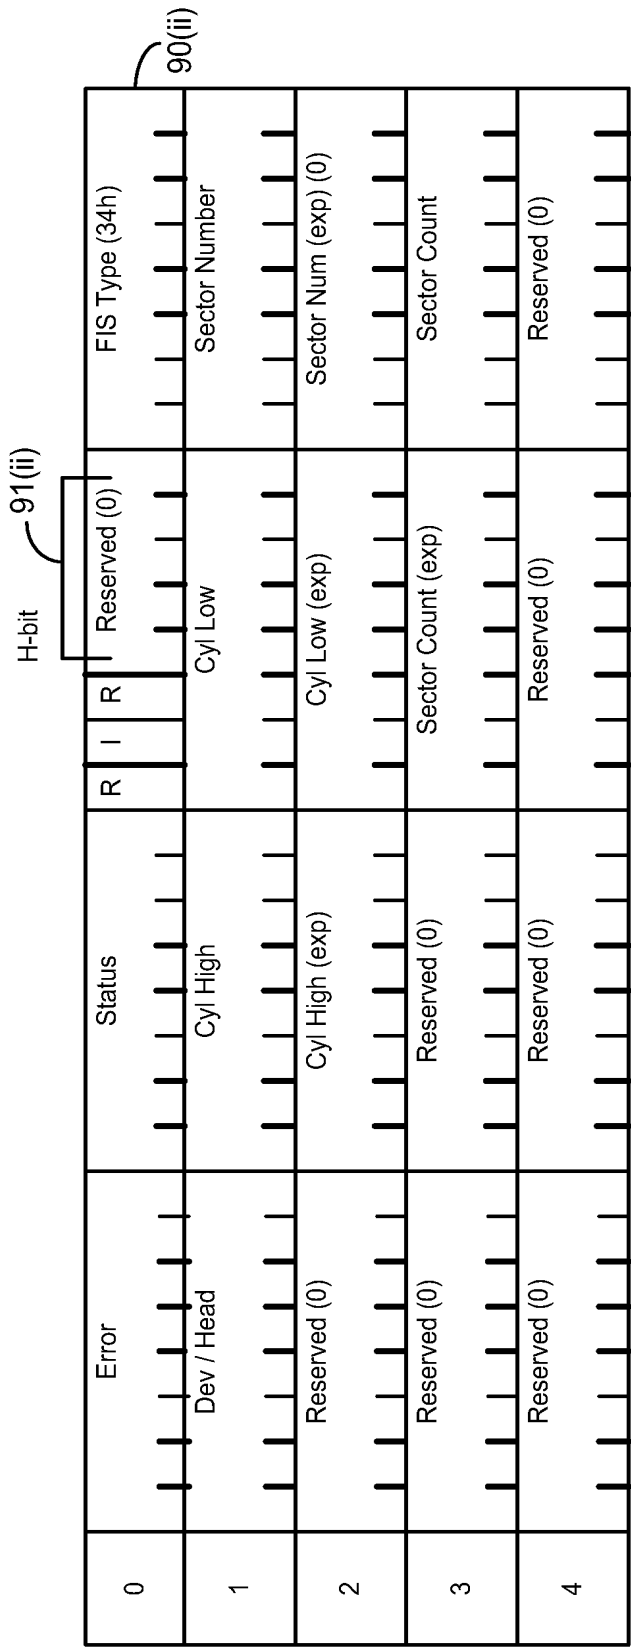 H-bit
91(ii)
90(ii)
0 Error Status R I R Reserved (0) FIS Type (34h)
1 Dev / Head Cyl High Cyl Low Sector Number
2 Reserved (0) Cyl High (exp) Cyl Low (exp) Sector Num (exp) (0)
3 Reserved (0) Reserved (0) Sector Count (exp) Sector Count
4 Reserved (0) Reserved (0) Reserved (0) Reserved (0)